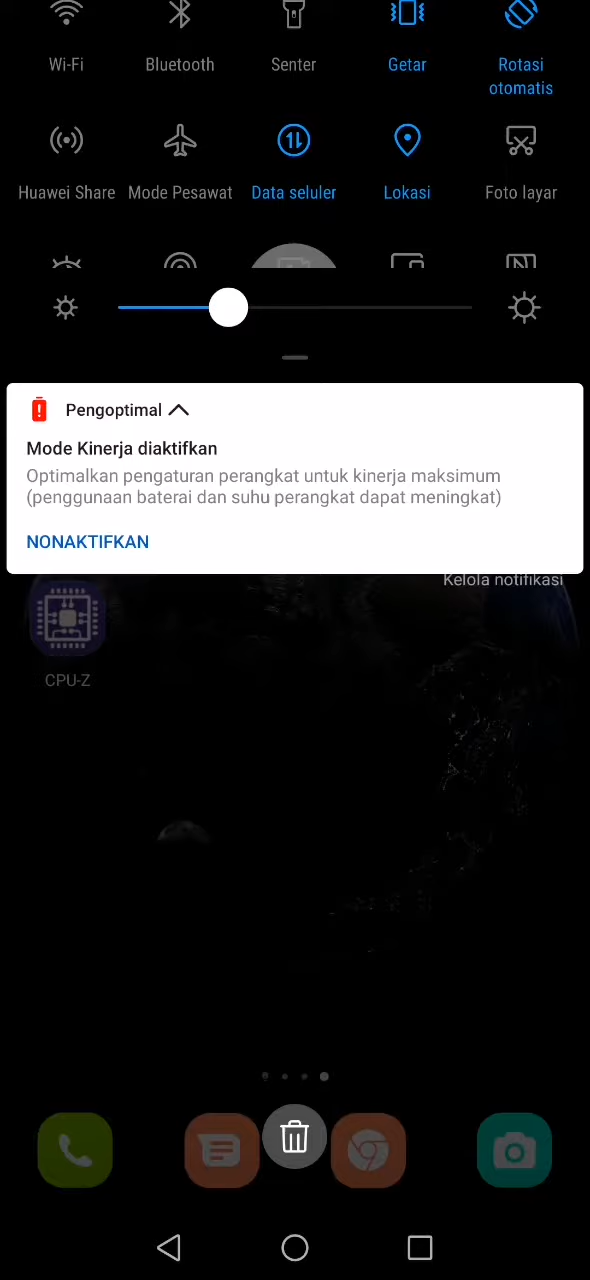 Wi-Fi
Bluetooth
Senter
Getar
Rotasi
otomatis
Huawei Share
Mode Pesawat
Data seluler
Lokasi
Foto layar
Pengoptimal
Mode Kinerja diaktifkan
Optimalkan pengaturan perangkat untuk kinerja maksimum
(penggunaan baterai dan suhu perangkat dapat meningkat)
NONAKTIFKAN
Kelola notifikasi
CPU-Z